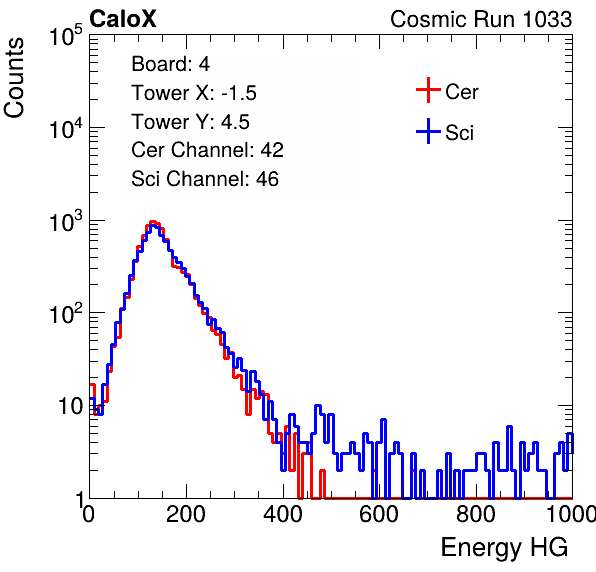 CaloX
Cosmic Run 1033
Counts
10^5
10^4
10^3
10^2
10
1
Board: 4
Tower X: -1.5
Tower Y: 4.5
Cer Channel: 42
Sci Channel: 46
Cer
Sci
0 200 400 600 800 1000
Energy HG